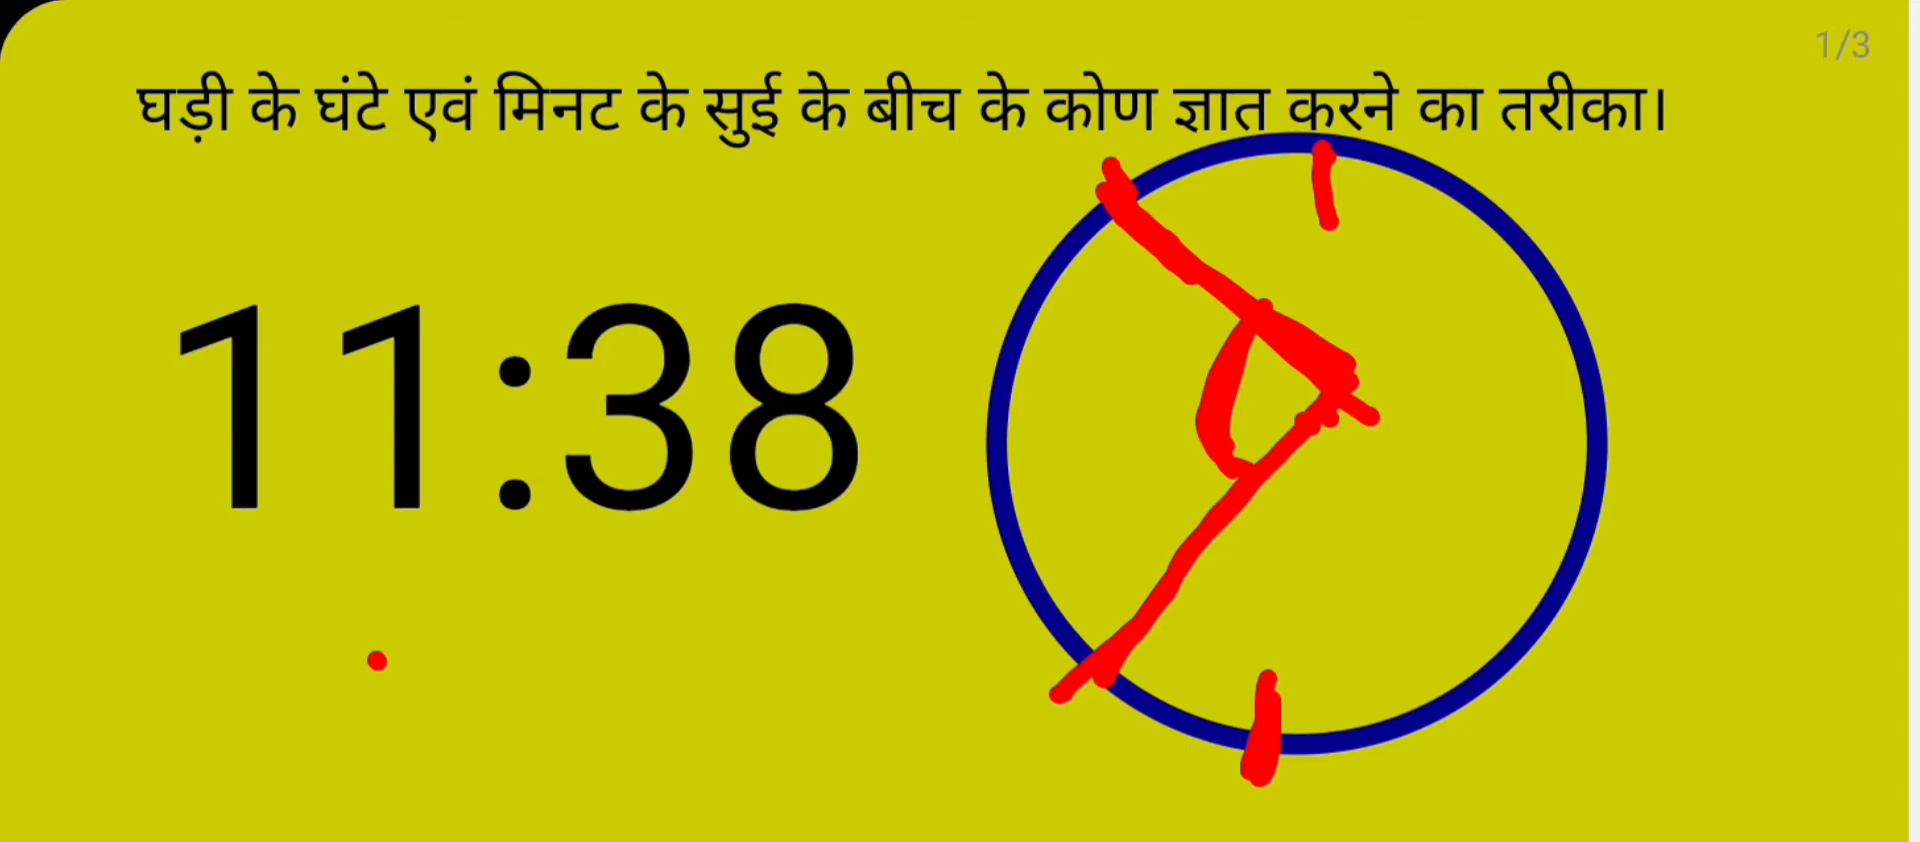 1/3
घड़ी के घंटे एवं मिनट के सुई के बीच के कोण ज्ञात करने का तरीका।
11:38